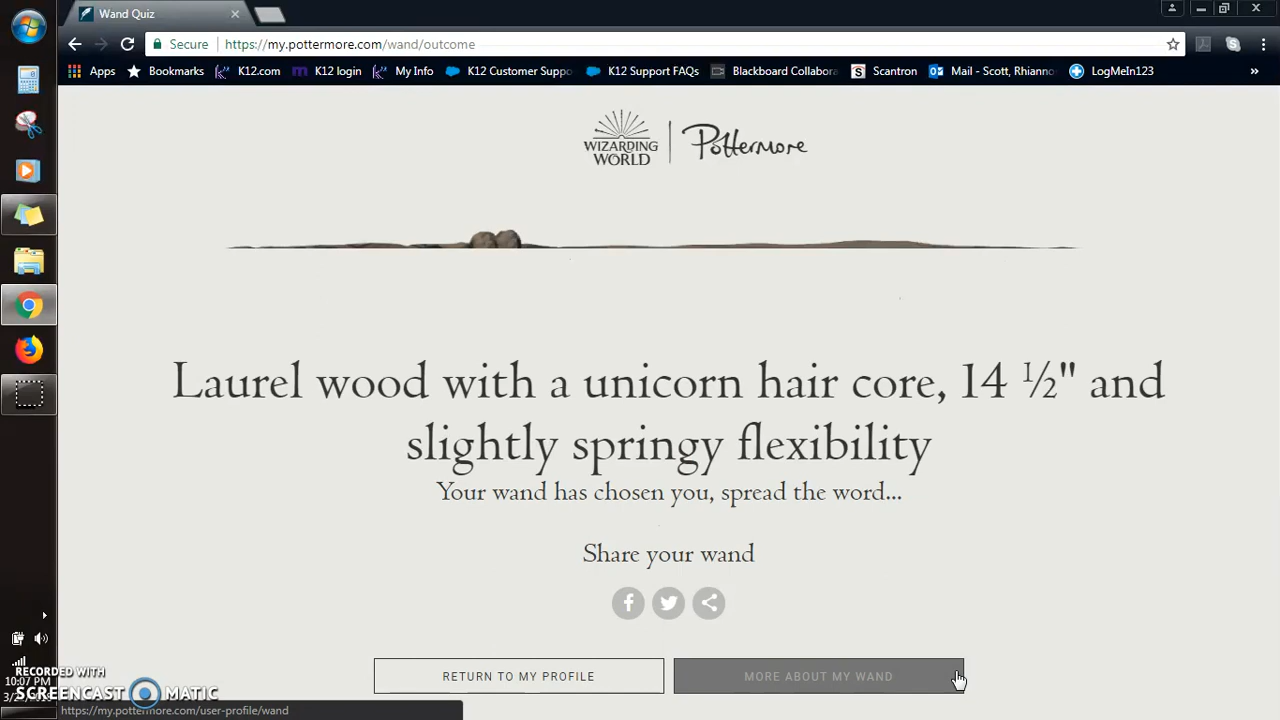 Wand Quiz
Secure https://my.pottermore.com/wand/outcome
Apps Bookmarks K12.com K12 login My Info K12 Customer Suppo K12 Support FAQs Blackboard Collabora Scantron Mail - Scott, Rhianno LogMeIn123 »
WIZARDING WORLD Pottermore
Laurel wood with a unicorn hair core, 14 ½" and
slightly springy flexibility
Your wand has chosen you, spread the word...
Share your wand
RETURN TO MY PROFILE MORE ABOUT MY WAND
RECORDED WITH
10:07 PM
SCREENCAST MATIC
https://my.pottermore.com/user-profile/wand